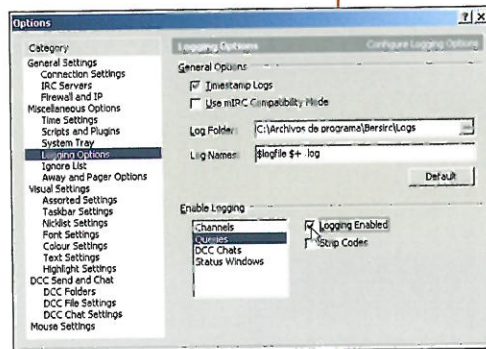 Options
Category
General Settings
Connection Settings
IRC Servers
Firewall and IP
Miscellaneous Options
Time Settings
Scripts and Plugins
System Tray
Logging Options
Ignore List
Away and Pager Options
Visual Settings
Assorted Settings
Taskbar Settings
Nicklist Settings
Font Settings
Colour Settings
Text Settings
Highlight Settings
DCC Send and Chat
DCC Folders
DCC File Settings
DCC Chat Settings
Mouse Settings
Logging Options
Configure Logging Options
General Options
Timestamp Logs
Use mIRC Compatibility Mode
Log Folder: C:\Archivos de programa\Bersirc\Logs
Log Names: $logfile $+ .log
Default
Enable Logging
Channels
Queries
DCC Chats
Status Windows
Logging Enabled
Strip Codes